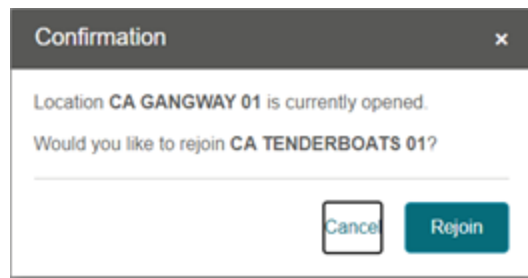 Confirmation ×
Location CA GANGWAY 01 is currently opened.
Would you like to rejoin CA TENDERBOATS 01?
Cancel Rejoin